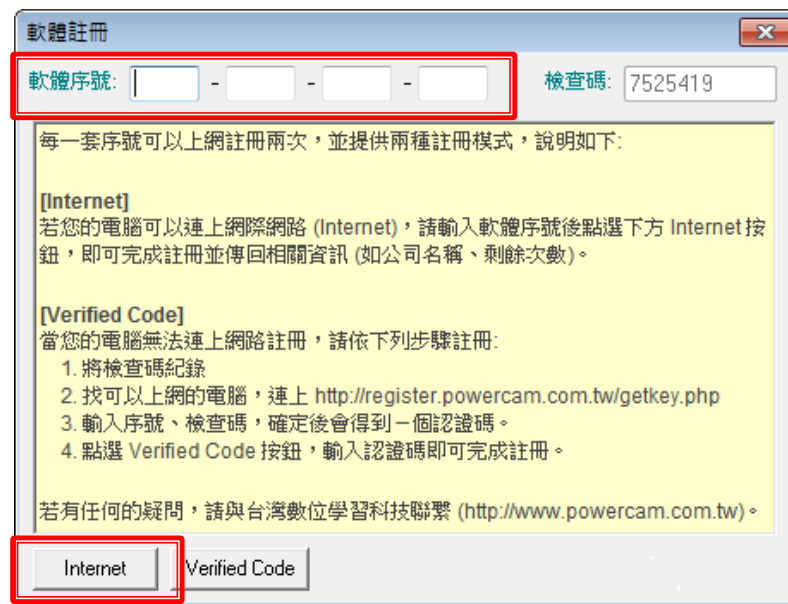 軟體註冊
軟體序號: - - - 檢查碼: 7525419
每一套序號可以上網註冊兩次，並提供兩種註冊模式，說明如下:
[Internet]
若您的電腦可以連上網際網路 (Internet)，請輸入軟體序號後點選下方 Internet 按
鈕，即可完成註冊並傳回相關資訊 (如公司名稱、剩餘次數)。
[Verified Code]
當您的電腦無法連上網路註冊，請依下列步驟註冊:
1. 將檢查碼紀錄
2. 找可以上網的電腦，連上 http://register.powercam.com.tw/getkey.php
3. 輸入序號、檢查碼，確定後會得到一個認證碼。
4. 點選 Verified Code 按鈕，輸入認證碼即可完成註冊。
若有任何的疑問，請與台灣數位學習科技聯繫 (http://www.powercam.com.tw)。
Internet Verified Code